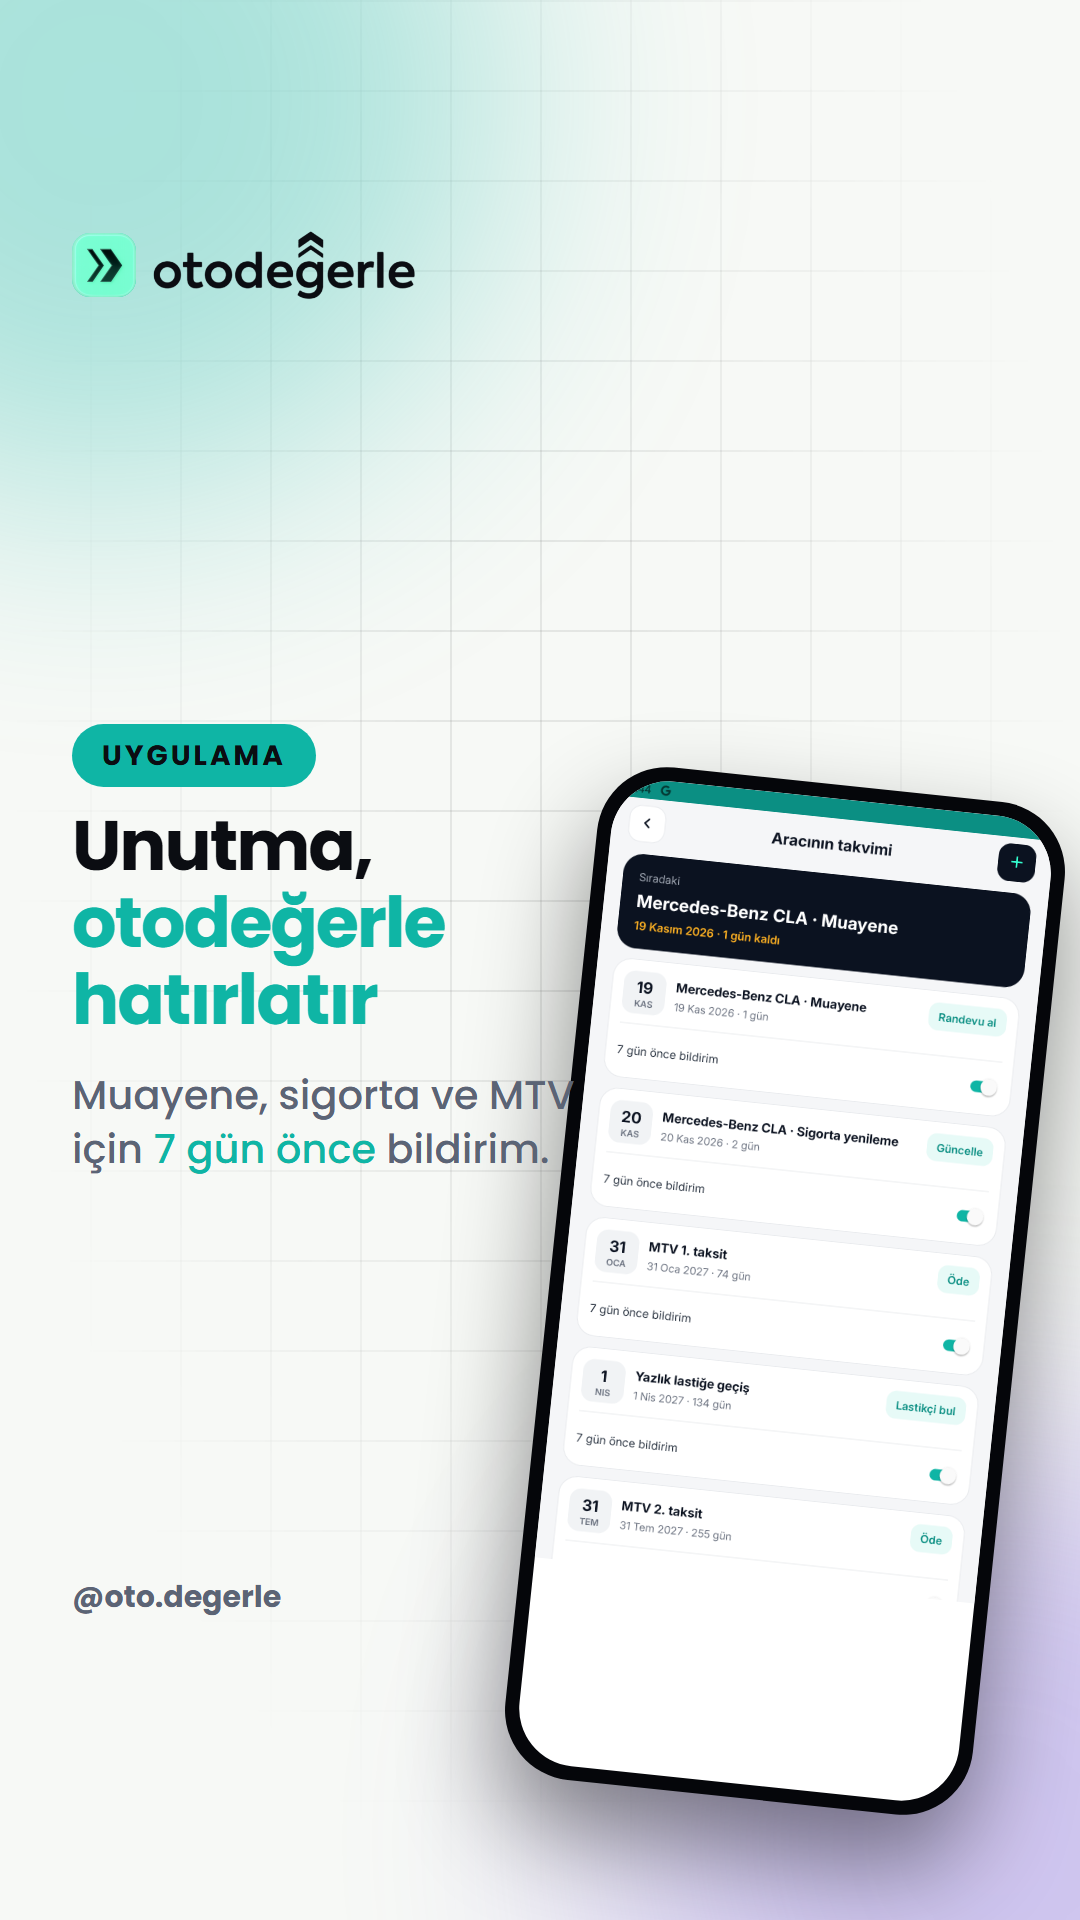 otodeğerle
UYGULAMA
Unutma,
otodeğerle
hatırlatır
Muayene, sigorta ve MTV
için 7 gün önce bildirim.
@oto.degerle
44 G
Aracının takvimi
Sıradaki
Mercedes-Benz CLA · Muayene
19 Kasım 2026 · 1 gün kaldı
19 KAS
Mercedes-Benz CLA · Muayene
19 Kas 2026 · 1 gün
Randevu al
7 gün önce bildirim
20 KAS
Mercedes-Benz CLA · Sigorta yenileme
20 Kas 2026 · 2 gün
Güncelle
7 gün önce bildirim
31 OCA
MTV 1. taksit
31 Oca 2027 · 74 gün
Öde
7 gün önce bildirim
1 NIS
Yazlık lastiğe geçiş
1 Nis 2027 · 134 gün
Lastikçi bul
7 gün önce bildirim
31 TEM
MTV 2. taksit
31 Tem 2027 · 255 gün
Öde